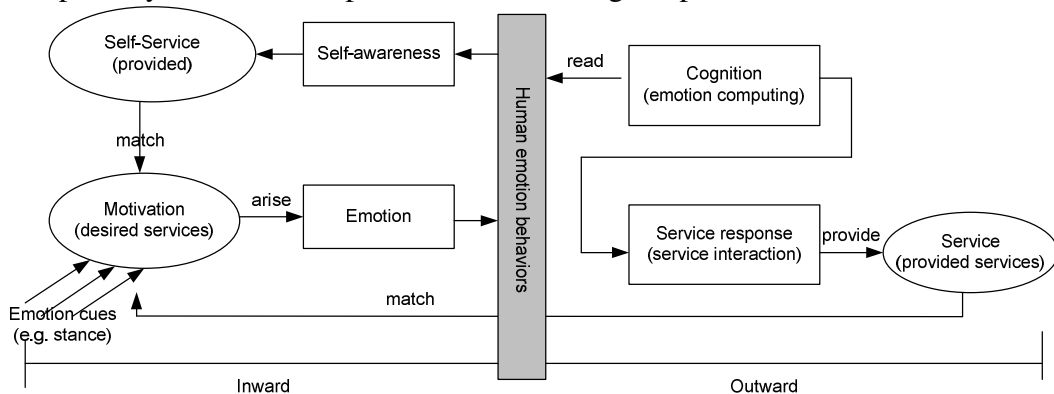 Self-Service
(provided)
Self-awareness
read
Cognition
(emotion computing)
match
Human emotion behaviors
Motivation
(desired services)
arise
Emotion
Service response
(service interaction)
provide
Service
(provided services)
match
Emotion cues
(e.g. stance)
Inward
Outward